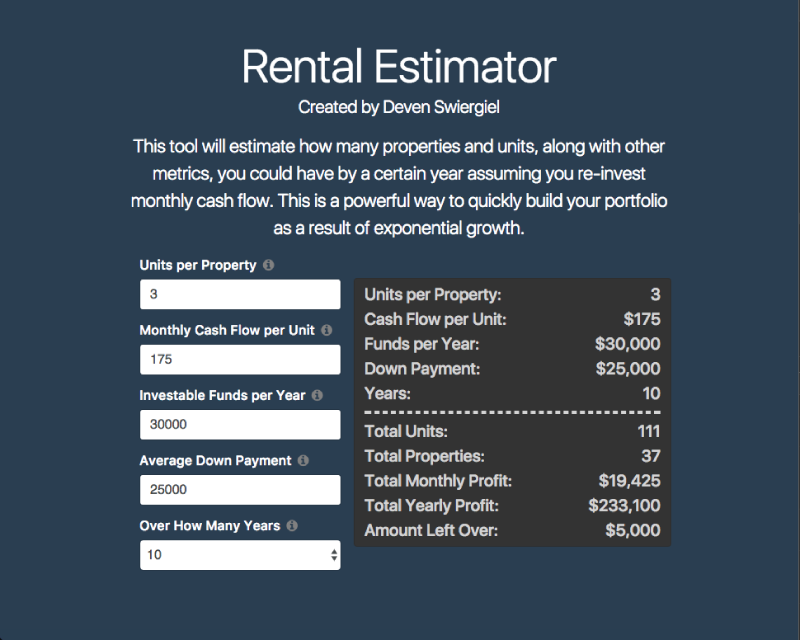 Rental Estimator
Created by Deven Swiergiel
This tool will estimate how many properties and units, along with other
metrics, you could have by a certain year assuming you re-invest
monthly cash flow. This is a powerful way to quickly build your portfolio
as a result of exponential growth.
Units per Property
3
Monthly Cash Flow per Unit
175
Investable Funds per Year
30000
Average Down Payment
25000
Over How Many Years
10
Units per Property: 3
Cash Flow per Unit: $175
Funds per Year: $30,000
Down Payment: $25,000
Years: 10
Total Units: 111
Total Properties: 37
Total Monthly Profit: $19,425
Total Yearly Profit: $233,100
Amount Left Over: $5,000